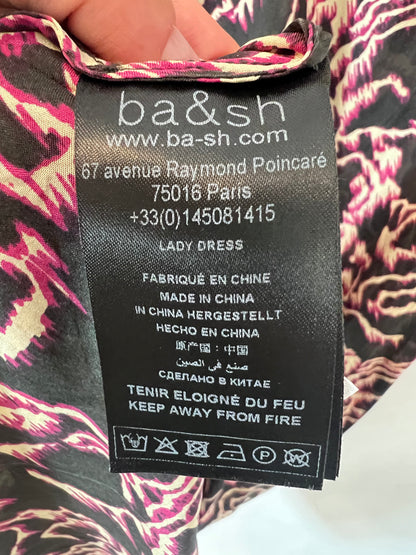 ba&sh
www.ba-sh.com
67 avenue Raymond Poincaré
75016 Paris
+33(0)145081415
LADY DRESS
FABRIQUÉ EN CHINE
MADE IN CHINA
IN CHINA HERGESTELLT
HECHO EN CHINA
原产国：中国
صنع في الصين
СДЕЛАНО В КИТАЕ
TENIR ELOIGNÉ DU FEU
KEEP AWAY FROM FIRE